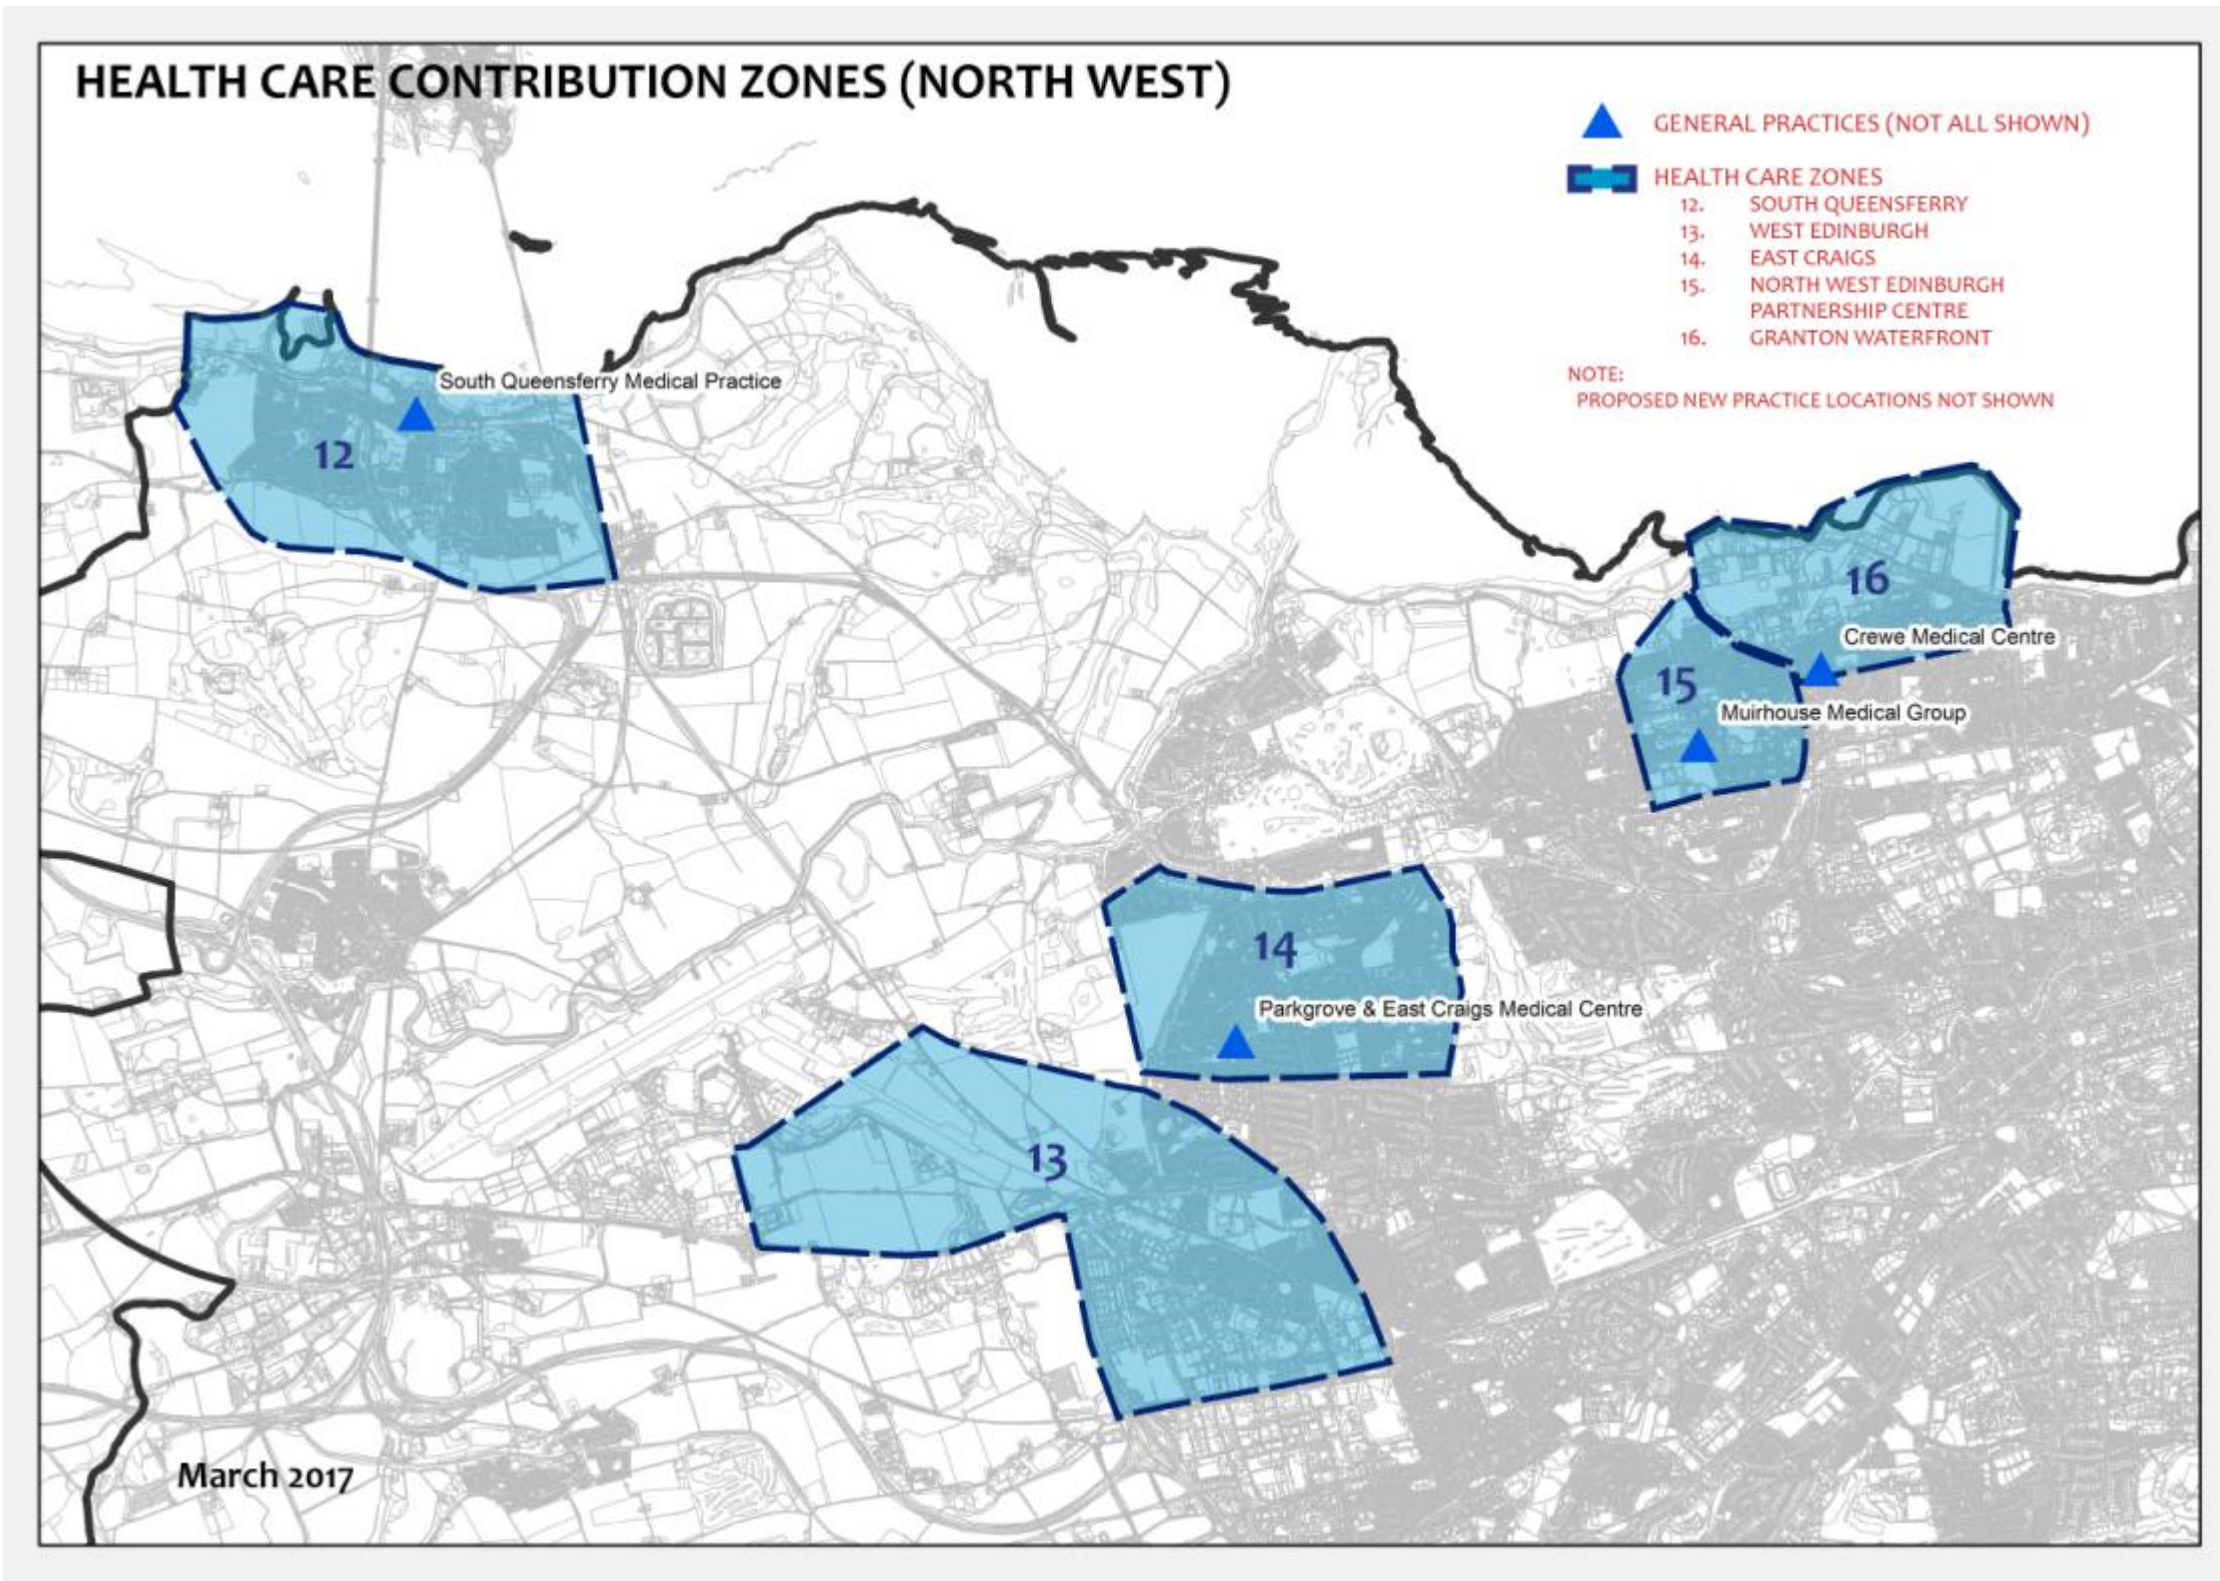 HEALTH CARE CONTRIBUTION ZONES (NORTH WEST)
GENERAL PRACTICES (NOT ALL SHOWN)
HEALTH CARE ZONES
12. SOUTH QUEENSFERRY
13. WEST EDINBURGH
14. EAST CRAIGS
15. NORTH WEST EDINBURGH
PARTNERSHIP CENTRE
16. GRANTON WATERFRONT
NOTE:
PROPOSED NEW PRACTICE LOCATIONS NOT SHOWN
South Queensferry Medical Practice
12
16
Crewe Medical Centre
15
Muirhouse Medical Group
14
Parkgrove & East Craigs Medical Centre
13
March 2017